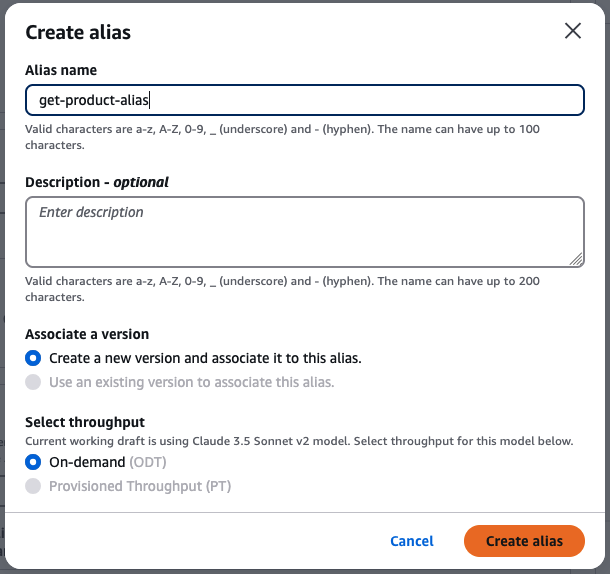 Create alias
Alias name
get-product-alias
Valid characters are a-z, A-Z, 0-9, _ (underscore) and - (hyphen). The name can have up to 100
characters.
Description - optional
Enter description
Valid characters are a-z, A-Z, 0-9, _ (underscore) and - (hyphen). The name can have up to 200
characters.
Associate a version
Create a new version and associate it to this alias.
Use an existing version to associate this alias.
Select throughput
Current working draft is using Claude 3.5 Sonnet v2 model. Select throughput for this model below.
On-demand (ODT)
Provisioned Throughput (PT)
Cancel
Create alias